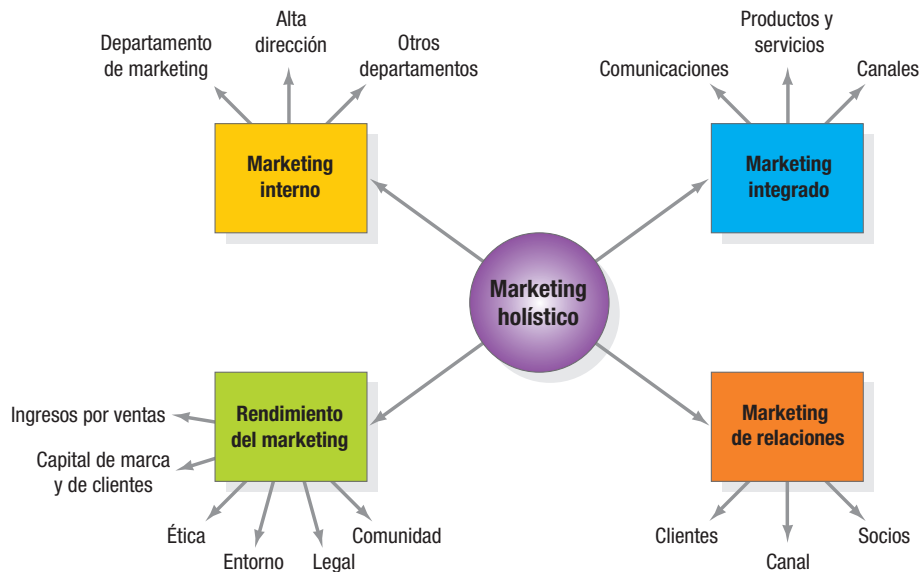 Departamento
de marketing
Alta
dirección
Otros
departamentos
Marketing
interno
Comunicaciones
Productos y
servicios
Canales
Marketing
integrado
Marketing
holístico
Rendimiento
del marketing
Ingresos por ventas
Capital de marca
y de clientes
Ética
Entorno
Legal
Comunidad
Marketing
de relaciones
Clientes
Canal
Socios